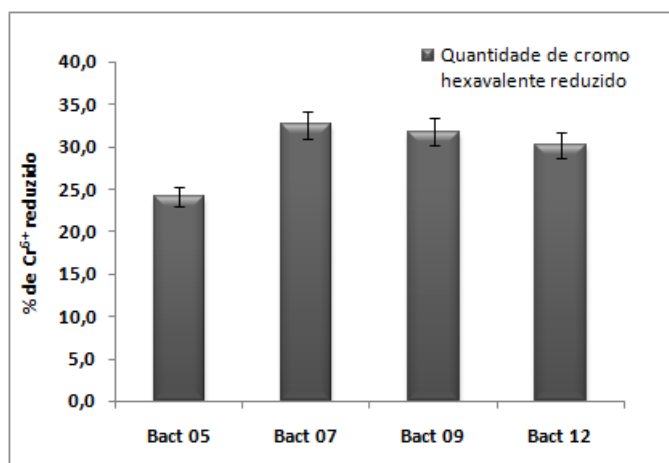 Quantidade de cromo
hexavalente reduzido
% de Cr⁶⁺ reduzido
40,0
35,0
30,0
25,0
20,0
15,0
10,0
5,0
0,0
Bact 05 Bact 07 Bact 09 Bact 12